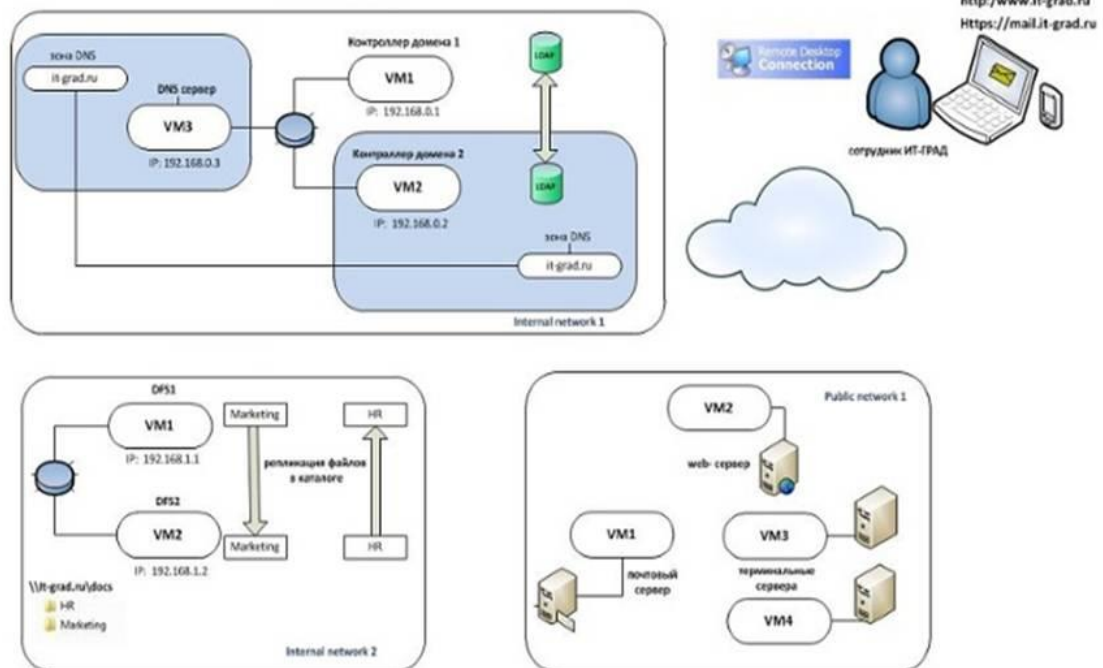 http:/www.it-grad.ru
Https://mail.it-grad.ru
Remote Desktop
Connection
сотрудник ИТ-ГРАД
зона DNS
it-grad.ru
DNS сервер
VM3
IP: 192.168.0.3
Контроллер домена 1
VM1
IP: 192.168.0.1
LDAP
Контроллер домена 2
VM2
IP: 192.168.0.2
LDAP
зона DNS
it-grad.ru
Internal network 1
DFS1
VM1
IP: 192.168.1.1
DFS2
VM2
IP: 192.168.1.2
Marketing
HR
репликация файлов
в каталоге
Marketing
HR
\\it-grad.ru\docs
HR
Marketing
Internal network 2
Public network 1
VM2
web- сервер
VM1
почтовый
сервер
VM3
терминальные
сервера
VM4